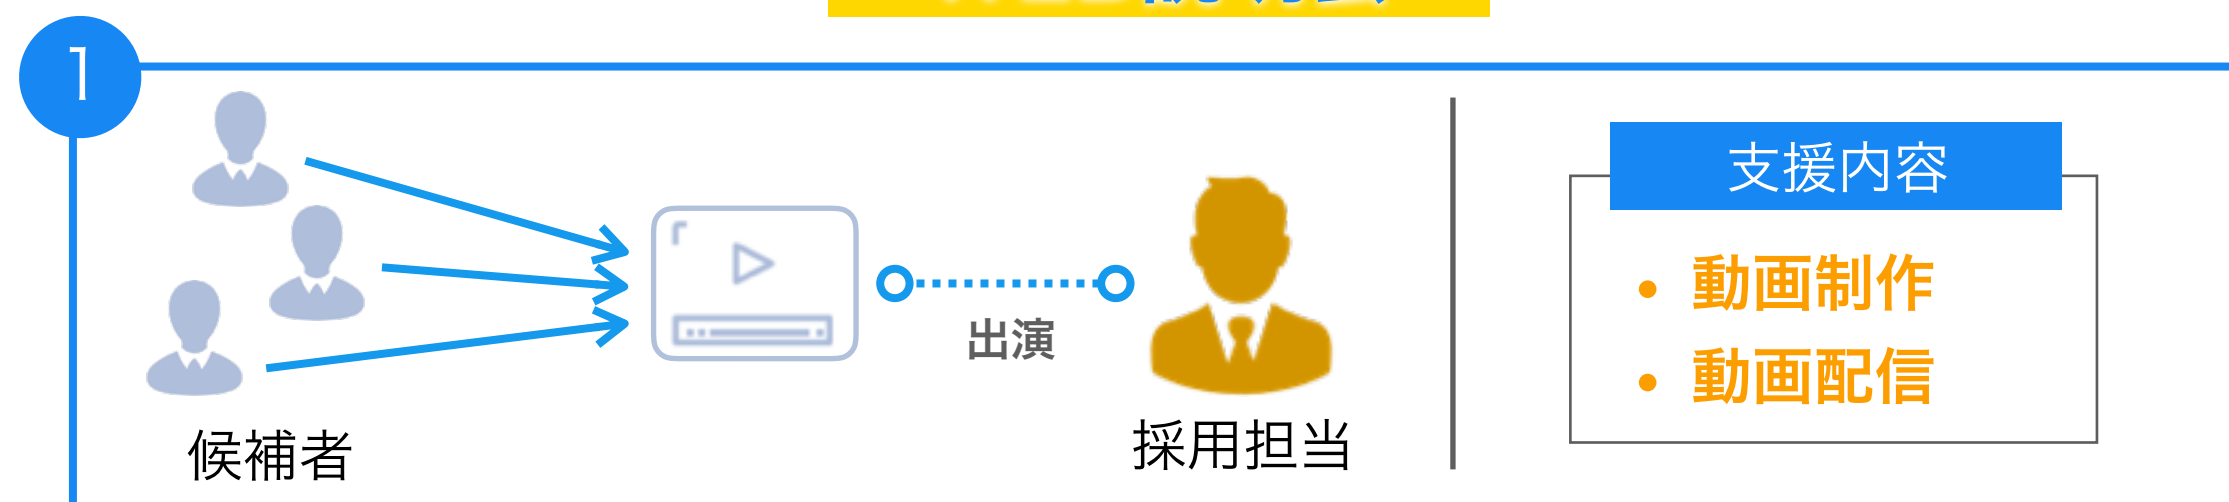 1
支援内容
・動画制作
・動画配信
出演
候補者
採用担当